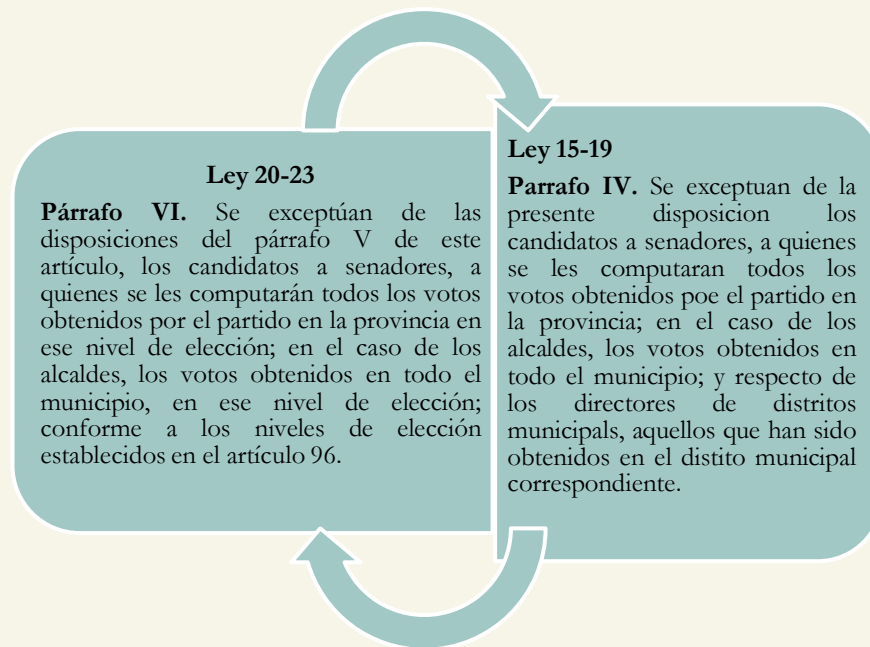 Ley 20-23
Párrafo VI. Se exceptúan de las
disposiciones del párrafo V de este
artículo, los candidatos a senadores, a
quienes se les computarán todos los votos
obtenidos por el partido en la provincia en
ese nivel de elección; en el caso de los
alcaldes, los votos obtenidos en todo el
municipio, en ese nivel de elección;
conforme a los niveles de elección
establecidos en el artículo 96.
Ley 15-19
Parrafo IV. Se exceptuan de la
presente disposicion los
candidatos a senadores, a quienes
se les computaran todos los
votos obtenidos poe el partido en
la provincia; en el caso de los
alcaldes, los votos obtenidos en
todo el municipio; y respecto de
los directores de distritos
municipals, aquellos que han sido
obtenidos en el distito municipal
correspondiente.